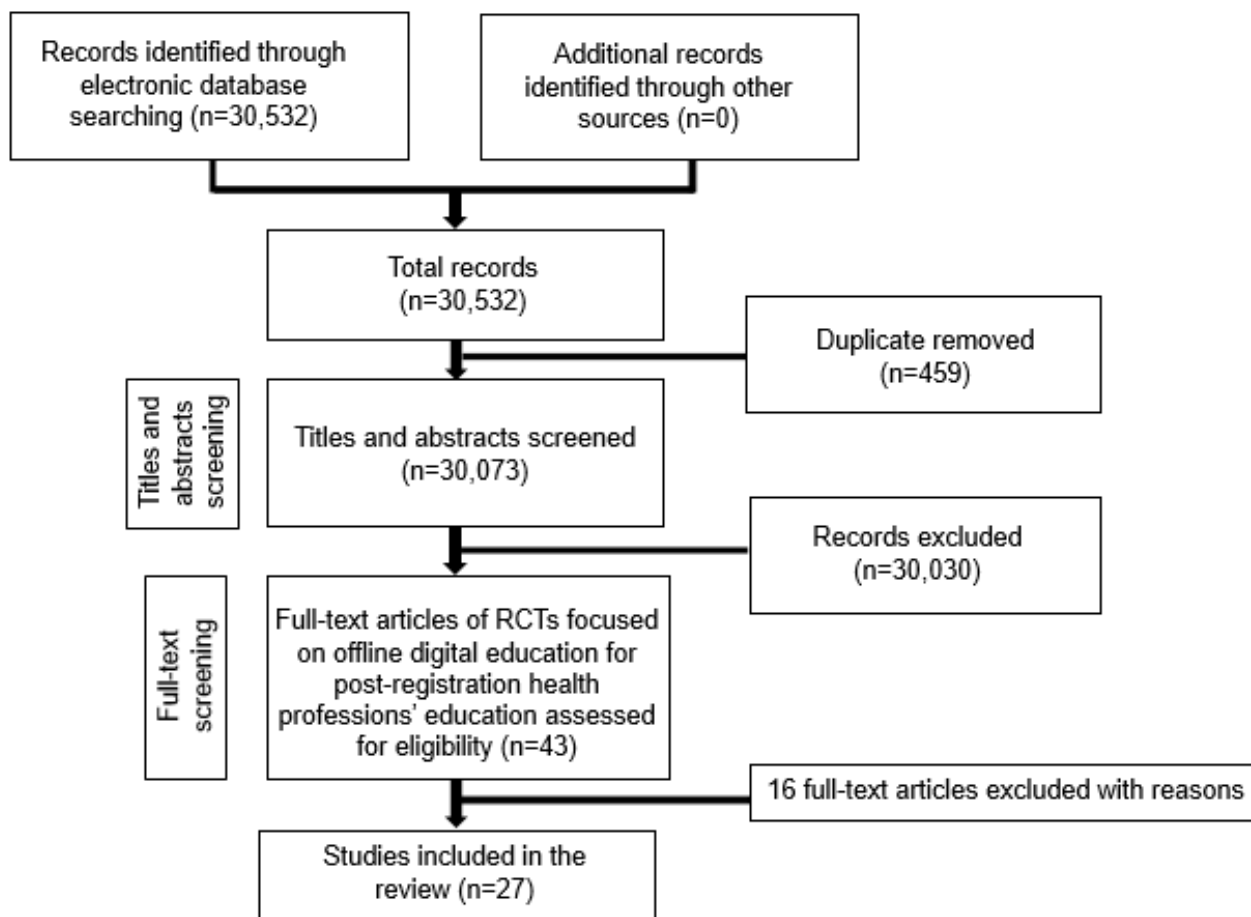 Records identified through
electronic database
searching (n=30,532)
Additional records
identified through other
sources (n=0)
Total records
(n=30,532)
Duplicate removed
(n=459)
Titles and
abstracts
screening
Titles and abstracts screened
(n=30,073)
Records excluded
(n=30,030)
Full-text
screening
Full-text articles of RCTs focused
on offline digital education for
post-registration health
professions’ education assessed
for eligibility (n=43)
16 full-text articles excluded with reasons
Studies included in the
review (n=27)